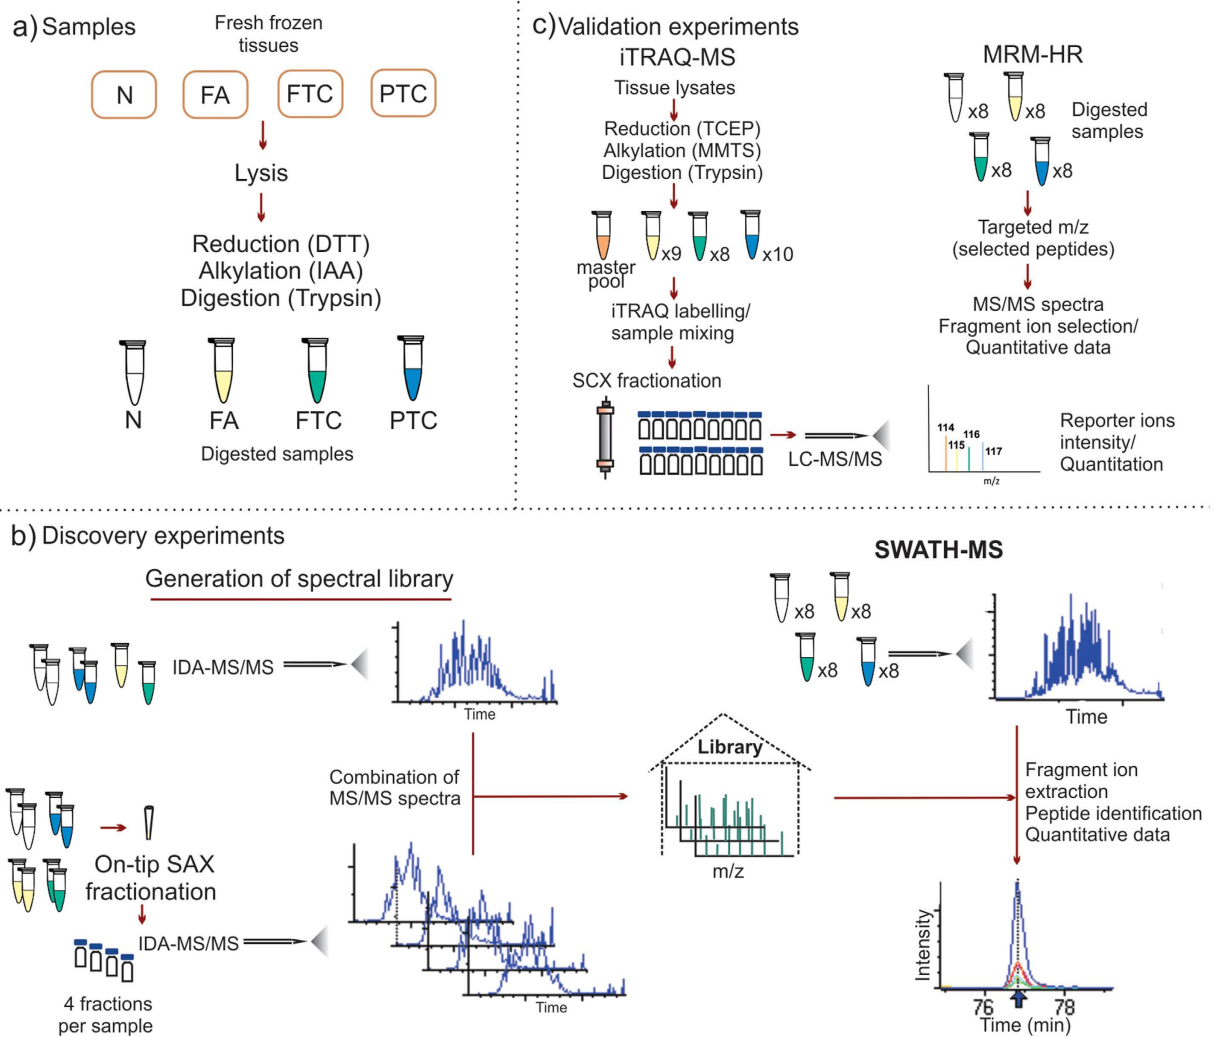 a) Samples
Fresh frozen
tissues
N
FA
FTC
PTC
Lysis
Reduction (DTT)
Alkylation (IAA)
Digestion (Trypsin)
N
FA
FTC
PTC
Digested samples
c) Validation experiments
iTRAQ-MS
Tissue lysates
Reduction (TCEP)
Alkylation (MMTS)
Digestion (Trypsin)
master
pool
x9
x8
x10
iTRAQ labelling/
sample mixing
SCX fractionation
LC-MS/MS
MRM-HR
x8
x8
x8
x8
Digested
samples
Targeted m/z
(selected peptides)
MS/MS spectra
Fragment ion selection/
Quantitative data
114
115
116
117
m/z
Reporter ions
intensity/
Quantitation
b) Discovery experiments
Generation of spectral library
IDA-MS/MS
Time
Combination of
MS/MS spectra
On-tip SAX
fractionation
IDA-MS/MS
4 fractions
per sample
Time
Library
m/z
SWATH-MS
x8
x8
x8
x8
Time
Fragment ion
extraction
Peptide identification
Quantitative data
Intensity
76
78
Time (min)